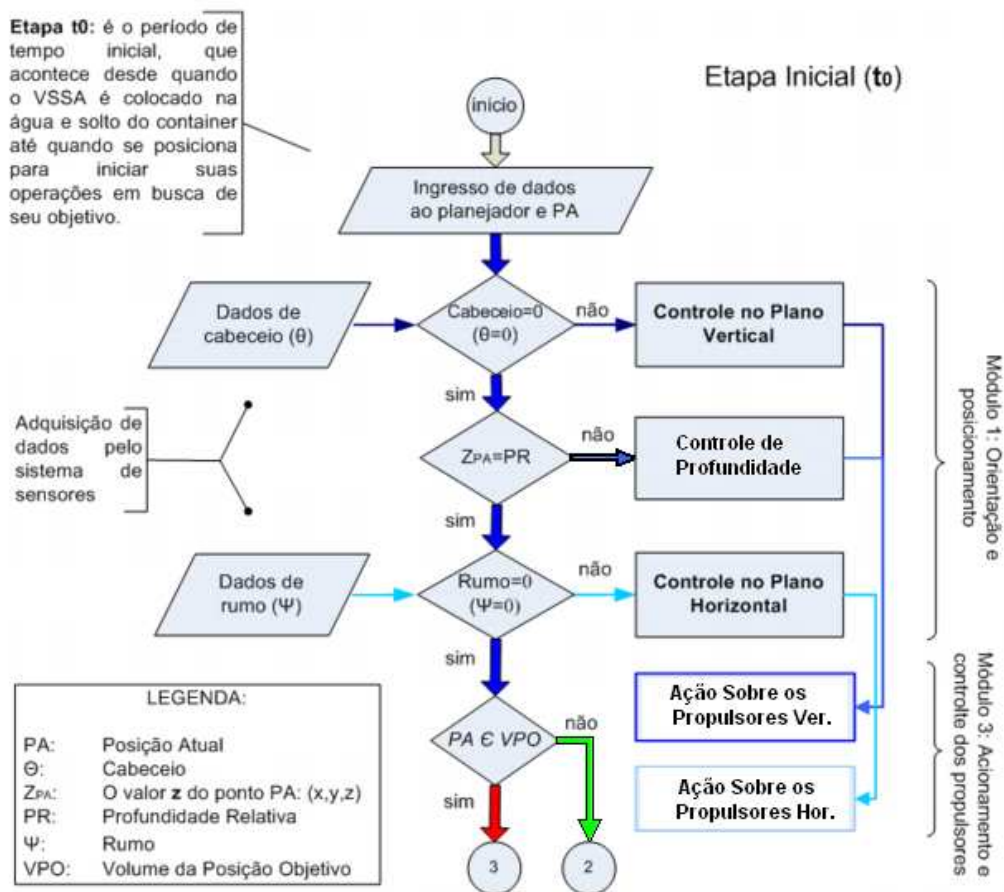 Etapa t0: é o período de
tempo inicial, que
acontece desde quando
o VSSA é colocado na
água e solto do container
até quando se posiciona
para iniciar suas
operações em busca de
seu objetivo.
Etapa Inicial (t0)
início
Ingresso de dados
ao planejador e PA
Dados de
cabeceio (θ)
Cabeceio=0
(θ=0)
não
Controle no Plano
Vertical
sim
Adquisição de
dados pelo
sistema de
sensores
ZPA=PR
não
Controle de
Profundidade
sim
Dados de
rumo (Ψ)
Rumo=0
(Ψ=0)
não
Controle no Plano
Horizontal
sim
Módulo 1: Orientação e
posicionamento
LEGENDA:
PA: Posição Atual
Θ: Cabeceio
ZPA: O valor z do ponto PA: (x,y,z)
PR: Profundidade Relativa
Ψ: Rumo
VPO: Volume da Posição Objetivo
PA Є VPO
não
sim
3
2
Ação Sobre os
Propulsores Ver.
Ação Sobre os
Propulsores Hor.
Módulo 3: Acionamento e
controlte dos propulsores